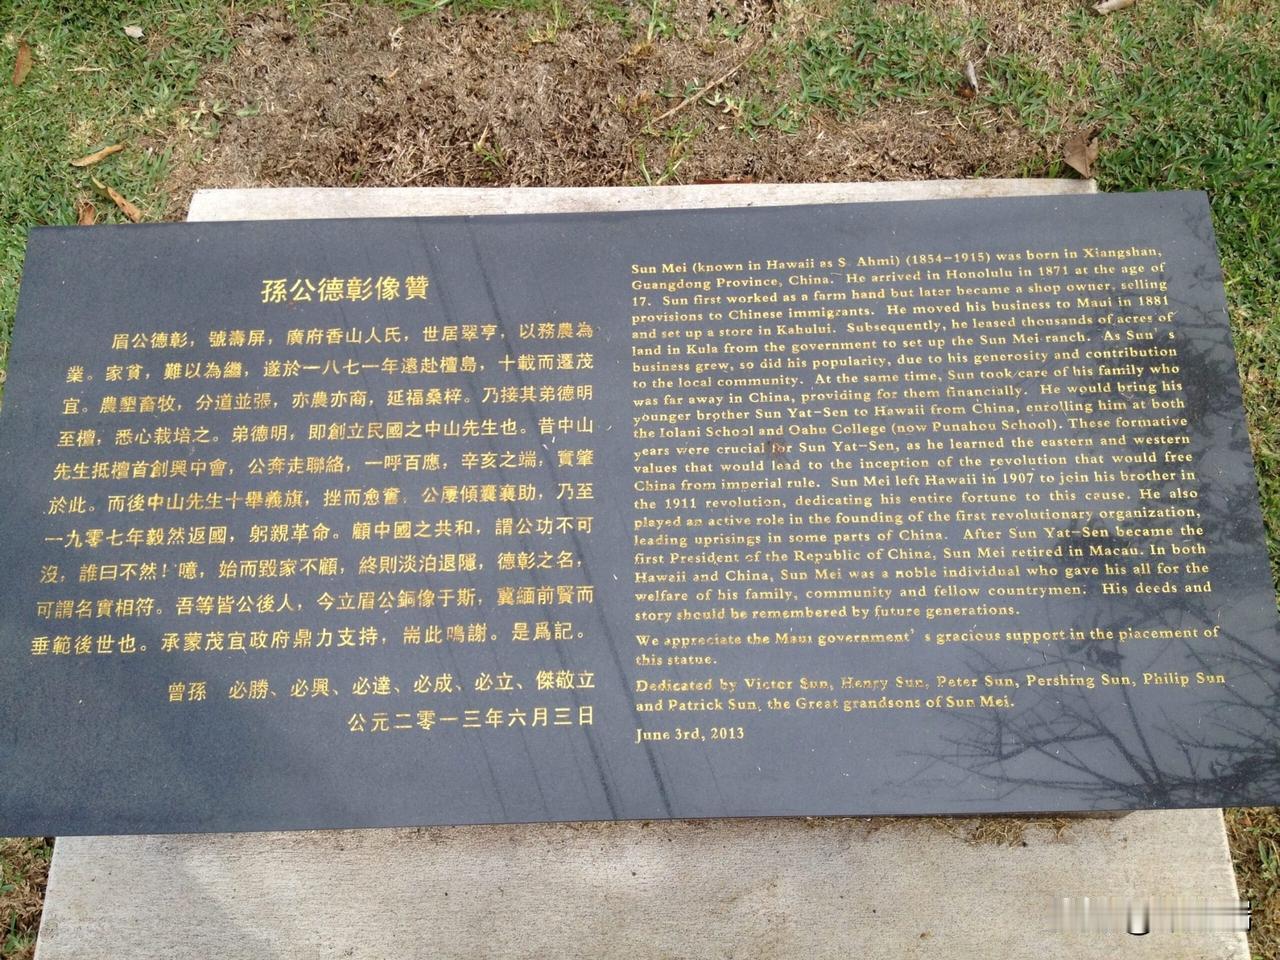 孫公德彰像贊
眉公德彰，號壽屏，廣府香山人氏，世居翠亨，以務農為
業。家貧，難以為繼，遂於一八七一年遠赴檀島，十載而遷茂
宜。農墾畜牧，分道並張，亦農亦商，延福桑梓。乃接其弟德明
至檀，悉心栽培之。弟德明，即創立民國之中山先生也。昔中山
先生抵檀首創興中會，公奔走聯絡，一呼百應，辛亥之端，實肇
於此。而後中山先生十舉義旗，挫而愈奮，公屢傾囊襄助，乃至
一九零七年毅然返國，躬親革命。顧中國之共和，謂公功不可
沒，誰曰不然！噫，始而毀家不顧，終則淡泊退隱，德彰之名，
可謂名實相符。吾等皆公後人，今立眉公銅像于斯，冀緬前賢而
垂範後世也。承蒙茂宜政府鼎力支持，耑此鳴謝。是爲記。
曾孫 必勝、必興、必達、必成、必立、傑敬立
公元二零一三年六月三日
Sun Mei (known in Hawaii as S. Ahmi) (1854-1915) was born in Xiangshan,
Guangdong Province, China. He arrived in Honolulu in 1871 at the age of
17. Sun first worked as a farm hand but later became a shop owner, selling
provisions to Chinese immigrants. He moved his business to Maui in 1881
and set up a store in Kahului. Subsequently, he leased thousands of acres of
land in Kula from the government to set up the Sun Mei ranch. As Sun's
business grew, so did his popularity, due to his generosity and contribution
to the local community. At the same time, Sun took care of his family who
was far away in China, providing for them financially. He would bring his
younger brother Sun Yat-Sen to Hawaii from China, enrolling him at both
the Iolani School and Oahu College (now Punahou School). These formative
years were crucial for Sun Yat-Sen, as he learned the eastern and western
values that would lead to the inception of the revolution that would free
China from imperial rule. Sun Mei left Hawaii in 1907 to join his brother in
the 1911 revolution, dedicating his entire fortune to this cause. He also
played an active role in the founding of the first revolutionary organization,
leading uprisings in some parts of China. After Sun Yat-Sen became the
first President of the Republic of China, Sun Mei retired in Macau. In both
Hawaii and China, Sun Mei was a noble individual who gave his all for the
welfare of his family, community and fellow countrymen. His deeds and
story should be remembered by future generations.
We appreciate the Maui government's gracious support in the placement of
this statue.
Dedicated by Victor Sun, Henry Sun, Peter Sun, Pershing Sun, Philip Sun
and Patrick Sun, the Great grandsons of Sun Mei.
June 3rd, 2013